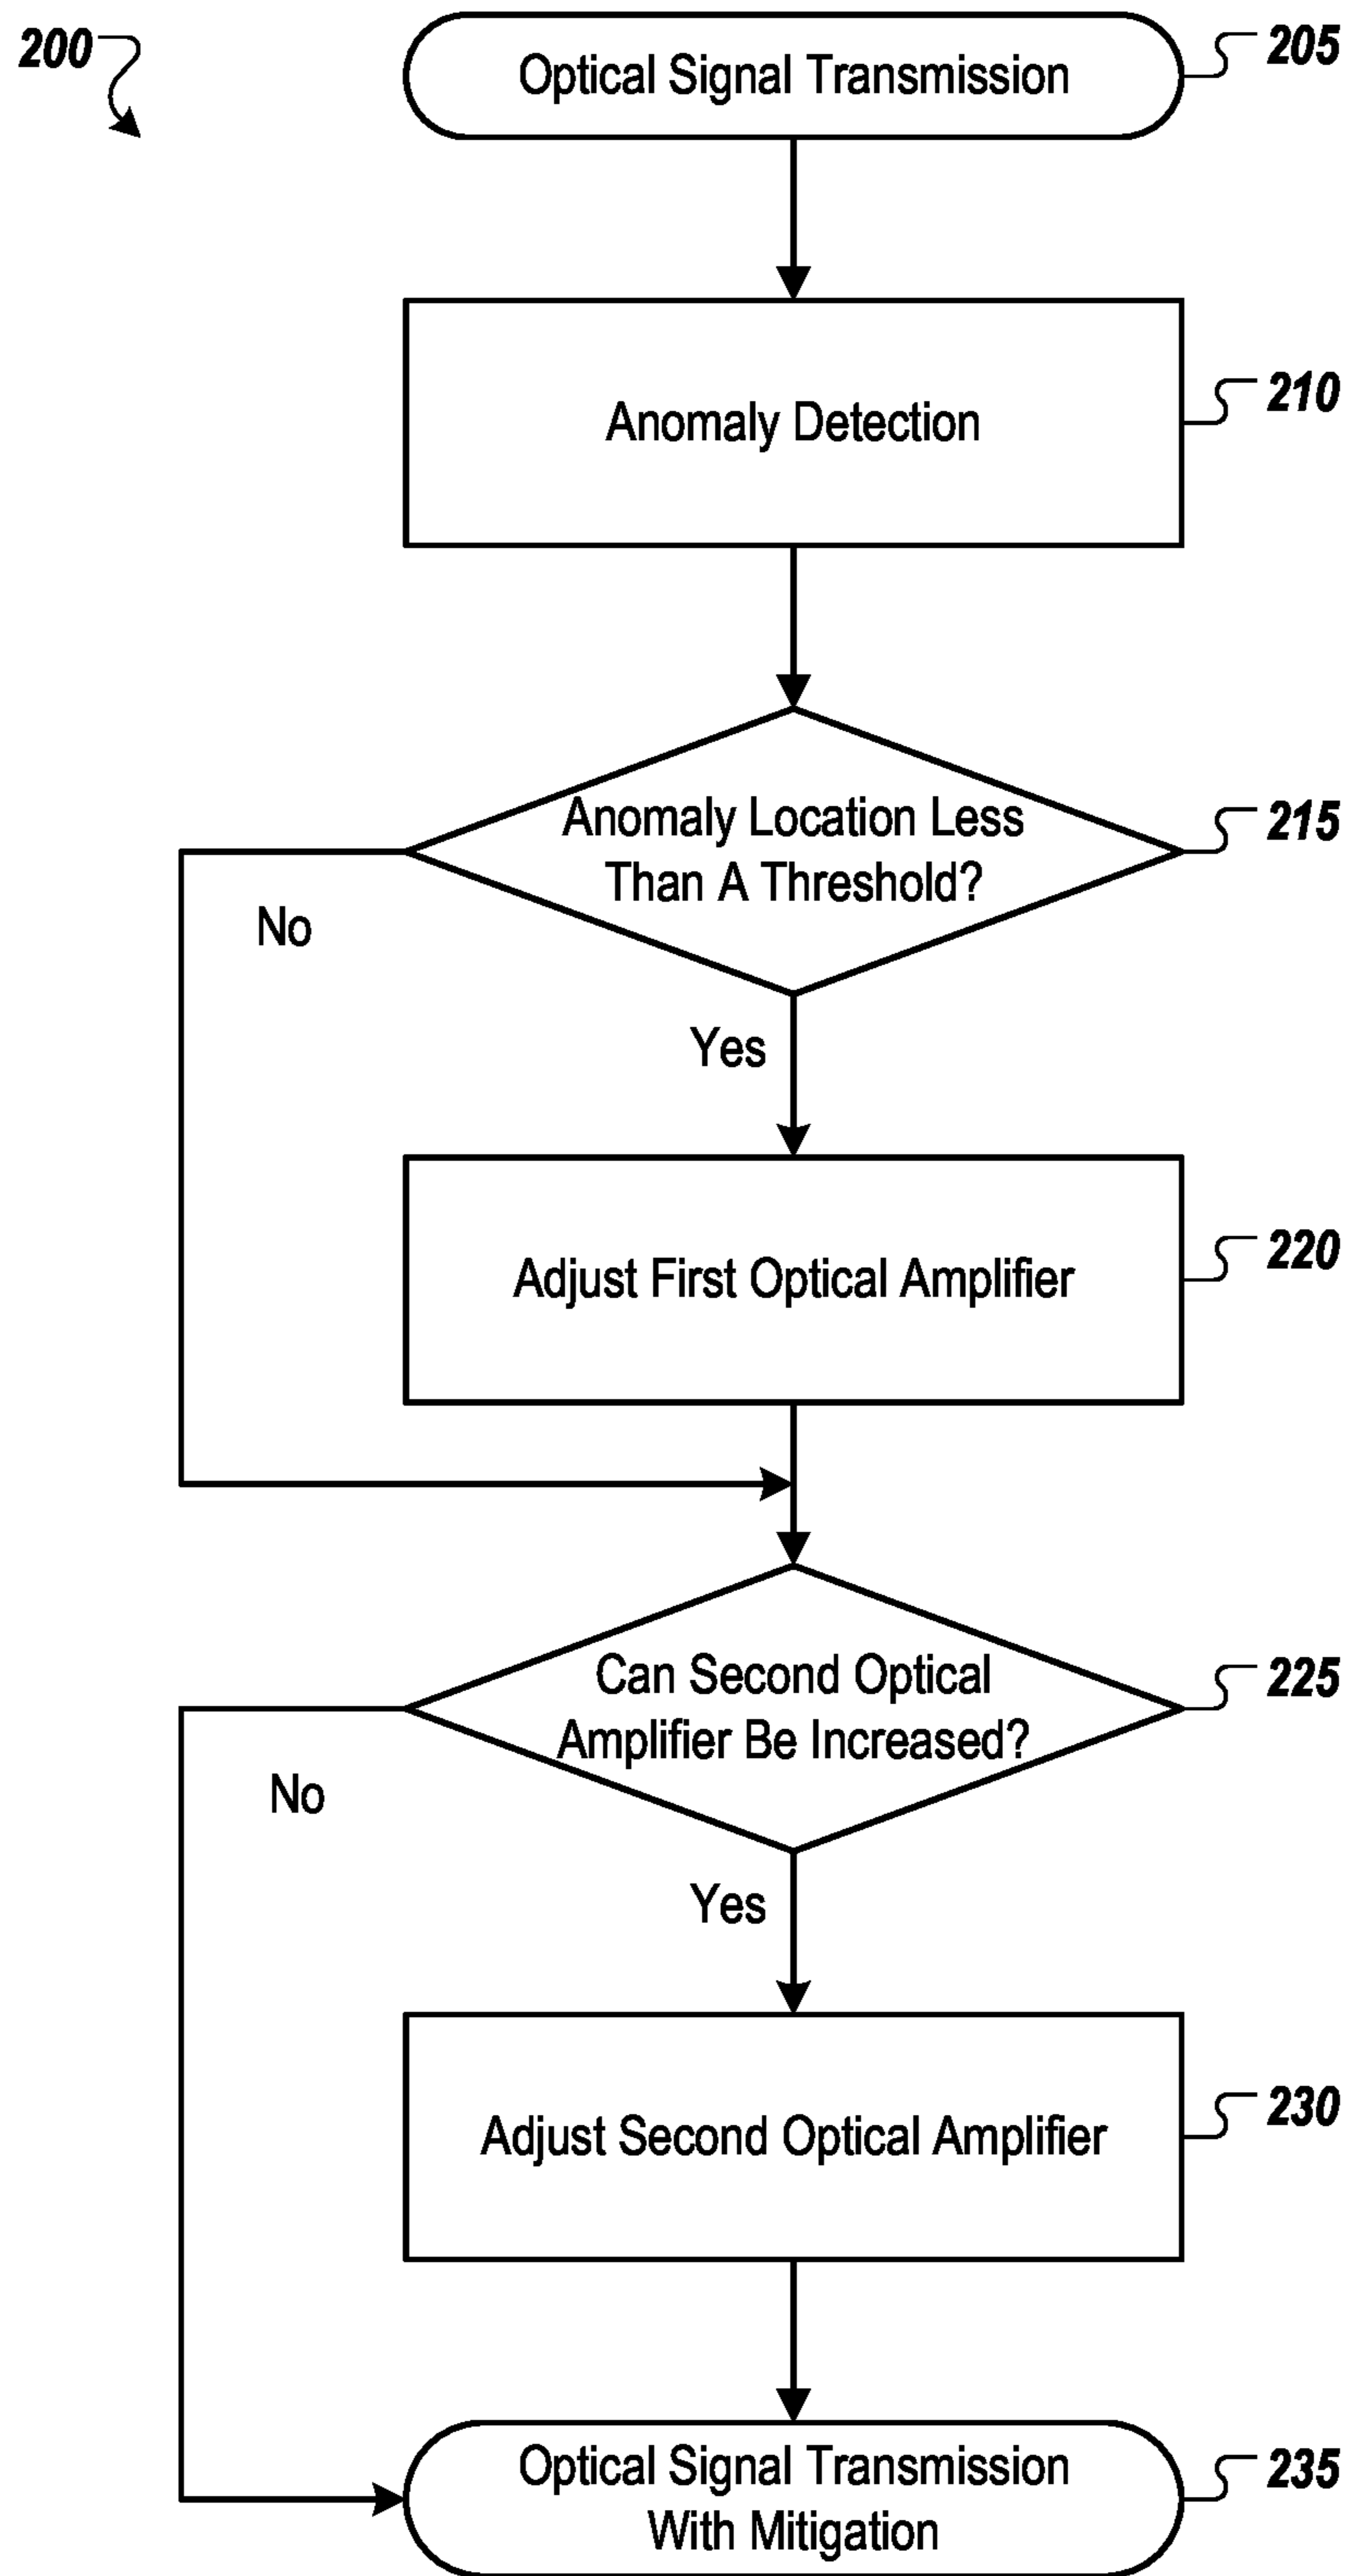 200
Optical Signal Transmission
205
Anomaly Detection
210
Anomaly Location Less
Than A Threshold?
215
No
Yes
Adjust First Optical Amplifier
220
Can Second Optical
Amplifier Be Increased?
225
No
Yes
Adjust Second Optical Amplifier
230
Optical Signal Transmission
With Mitigation
235